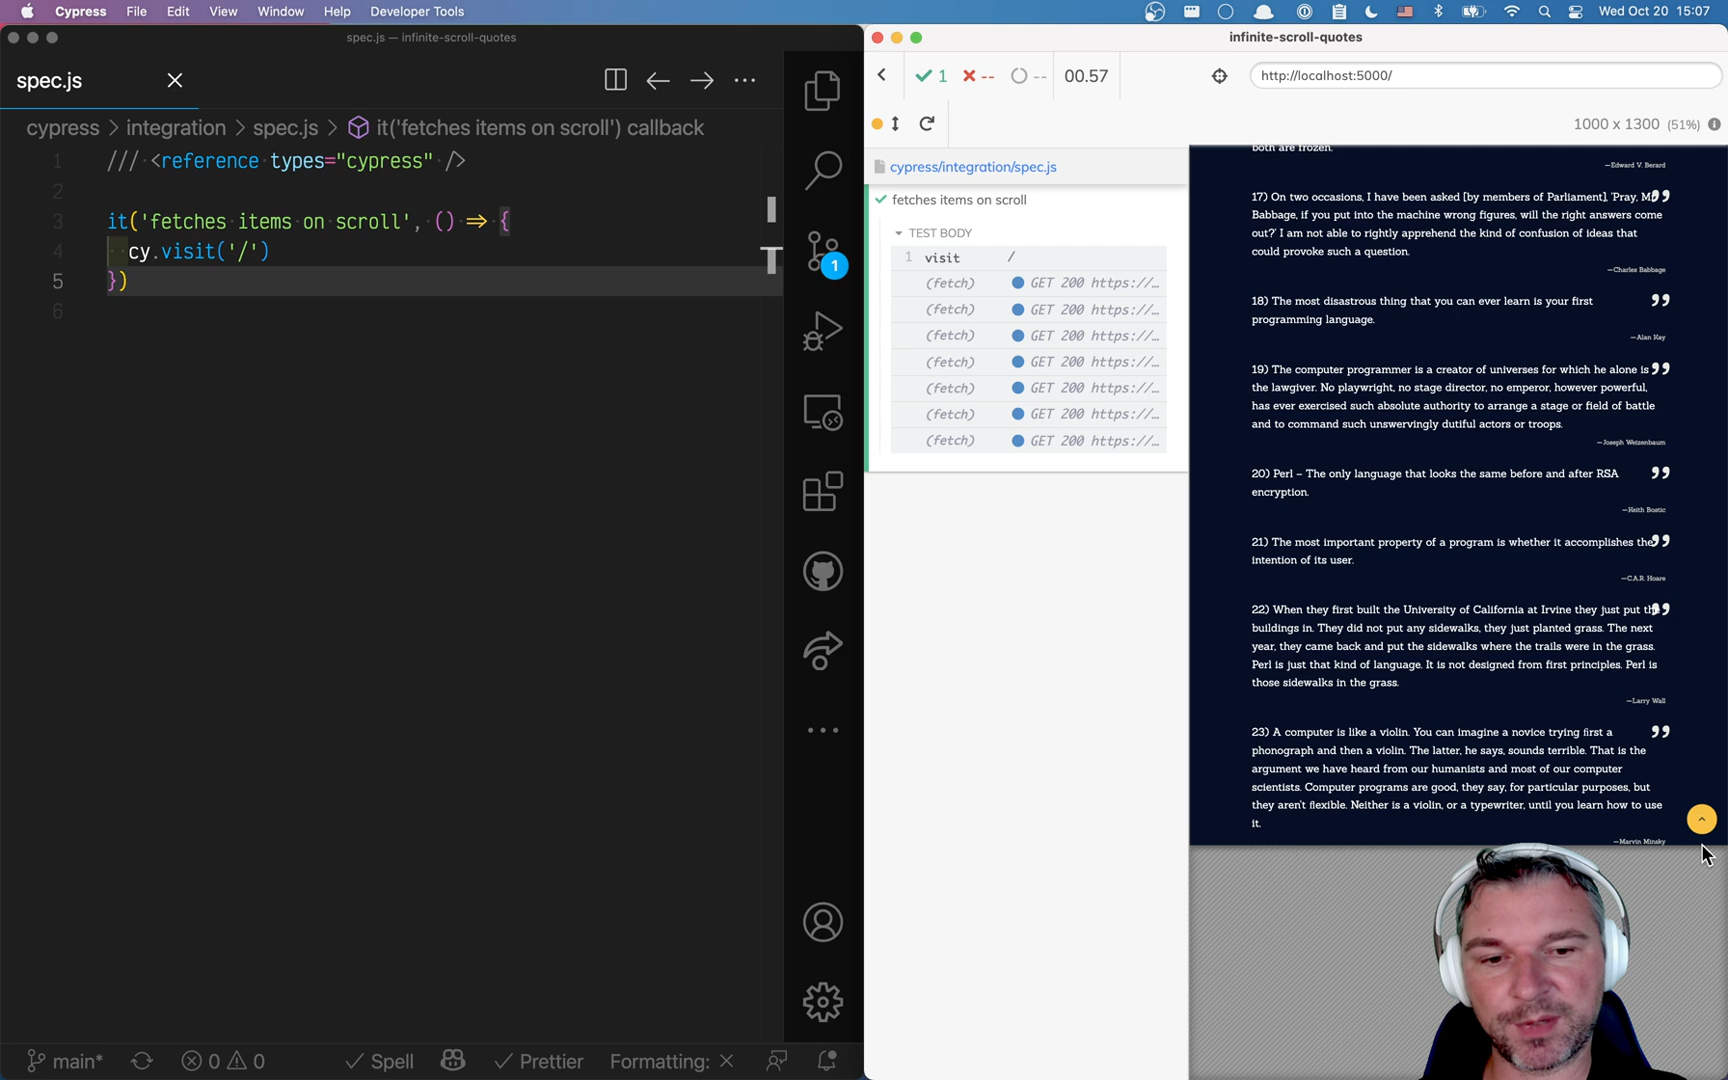 Cypress File Edit View Window Help Developer Tools Wed Oct 20 15:07
spec.js — infinite-scroll-quotes
spec.js
cypress > integration > spec.js > it('fetches items on scroll') callback
1 /// <reference types="cypress" />
2
3 it('fetches items on scroll', () => {
4 cy.visit('/')
5 })
6
1
main* 0 0 Spell Prettier Formatting:
infinite-scroll-quotes
1 -- -- 00.57 http://localhost:5000/
1000 x 1300 (51%)
cypress/integration/spec.js
fetches items on scroll
TEST BODY
1 visit /
(fetch) GET 200 https://…
(fetch) GET 200 https://…
(fetch) GET 200 https://…
(fetch) GET 200 https://…
(fetch) GET 200 https://…
(fetch) GET 200 https://…
(fetch) GET 200 https://…
both are frozen.
—Edward V. Berard
17) On two occasions, I have been asked [by members of Parliament], 'Pray, Mr.
Babbage, if you put into the machine wrong figures, will the right answers come
out?' I am not able to rightly apprehend the kind of confusion of ideas that
could provoke such a question.
—Charles Babbage
18) The most disastrous thing that you can ever learn is your first
programming language.
—Alan Kay
19) The computer programmer is a creator of universes for which he alone is
the lawgiver. No playwright, no stage director, no emperor, however powerful,
has ever exercised such absolute authority to arrange a stage or field of battle
and to command such unswervingly dutiful actors or troops.
—Joseph Weizenbaum
20) Perl – The only language that looks the same before and after RSA
encryption.
—Keith Bostic
21) The most important property of a program is whether it accomplishes the
intention of its user.
—C.A.R. Hoare
22) When they first built the University of California at Irvine they just put the
buildings in. They did not put any sidewalks, they just planted grass. The next
year, they came back and put the sidewalks where the trails were in the grass.
Perl is just that kind of language. It is not designed from first principles. Perl is
those sidewalks in the grass.
—Larry Wall
23) A computer is like a violin. You can imagine a novice trying first a
phonograph and then a violin. The latter, he says, sounds terrible. That is the
argument we have heard from our humanists and most of our computer
scientists. Computer programs are good, they say, for particular purposes, but
they aren't flexible. Neither is a violin, or a typewriter, until you learn how to use
it.
—Marvin Minsky